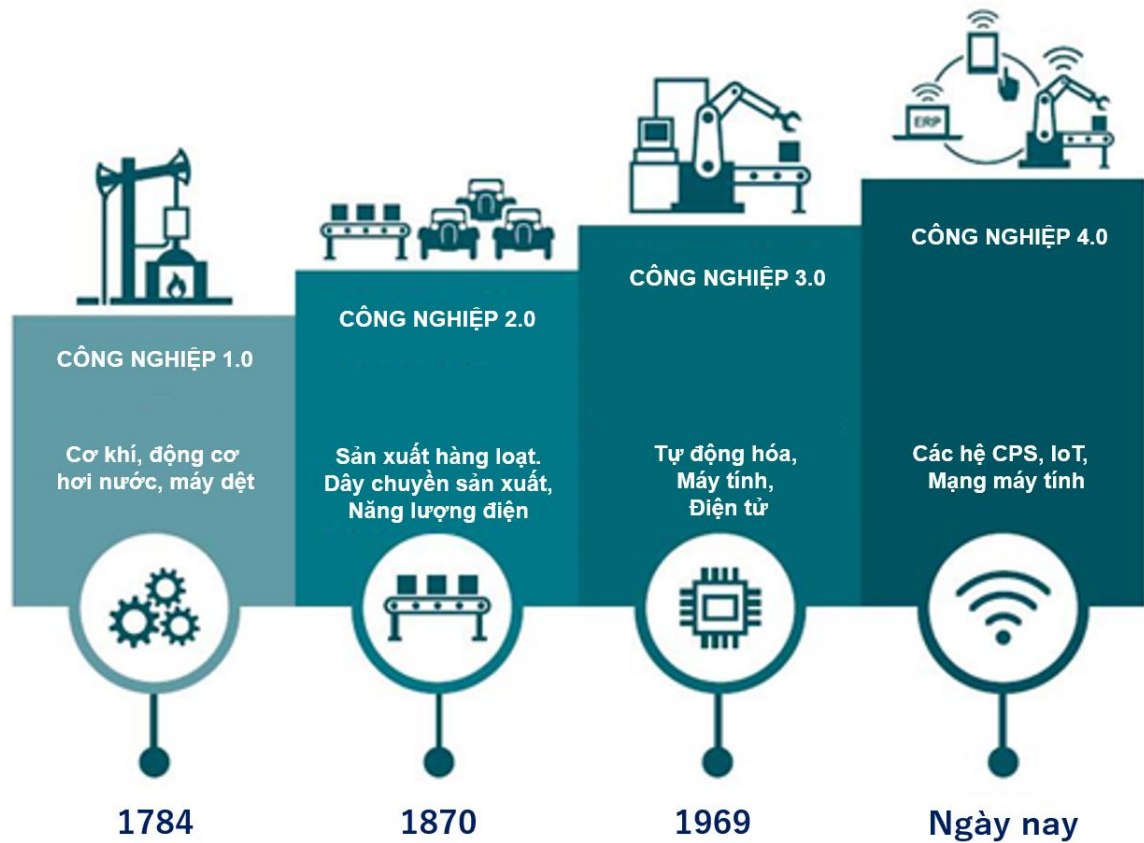 ERP
CÔNG NGHIỆP 1.0
Cơ khí, động cơ
hơi nước, máy dệt
1784
CÔNG NGHIỆP 2.0
Sản xuất hàng loạt.
Dây chuyền sản xuất,
Năng lượng điện
1870
CÔNG NGHIỆP 3.0
Tự động hóa,
Máy tính,
Điện tử
1969
CÔNG NGHIỆP 4.0
Các hệ CPS, IoT,
Mạng máy tính
Ngày nay